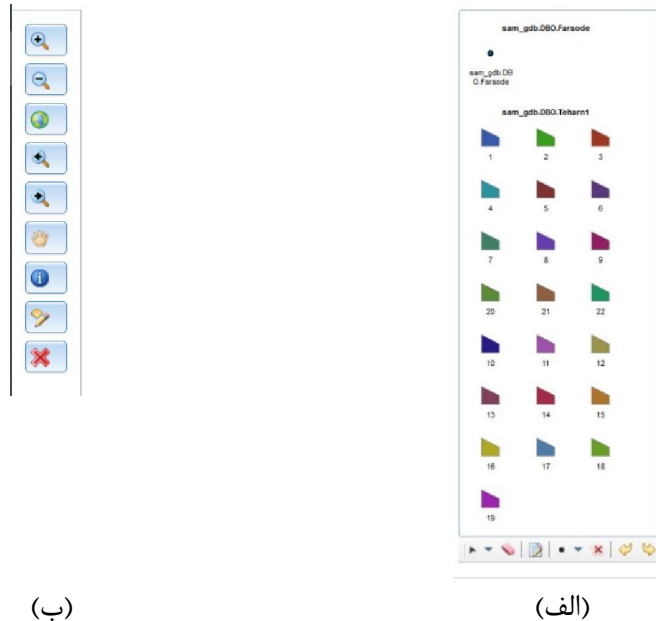 sam_gdb.DBO.Farsode
sam_gdb.DB
O.Farsode
sam_gdb.DBO.Teharn1
1 2 3
4 5 6
7 8 9
20 21 22
10 11 12
13 14 15
16 17 18
19
(الف)
(ب)